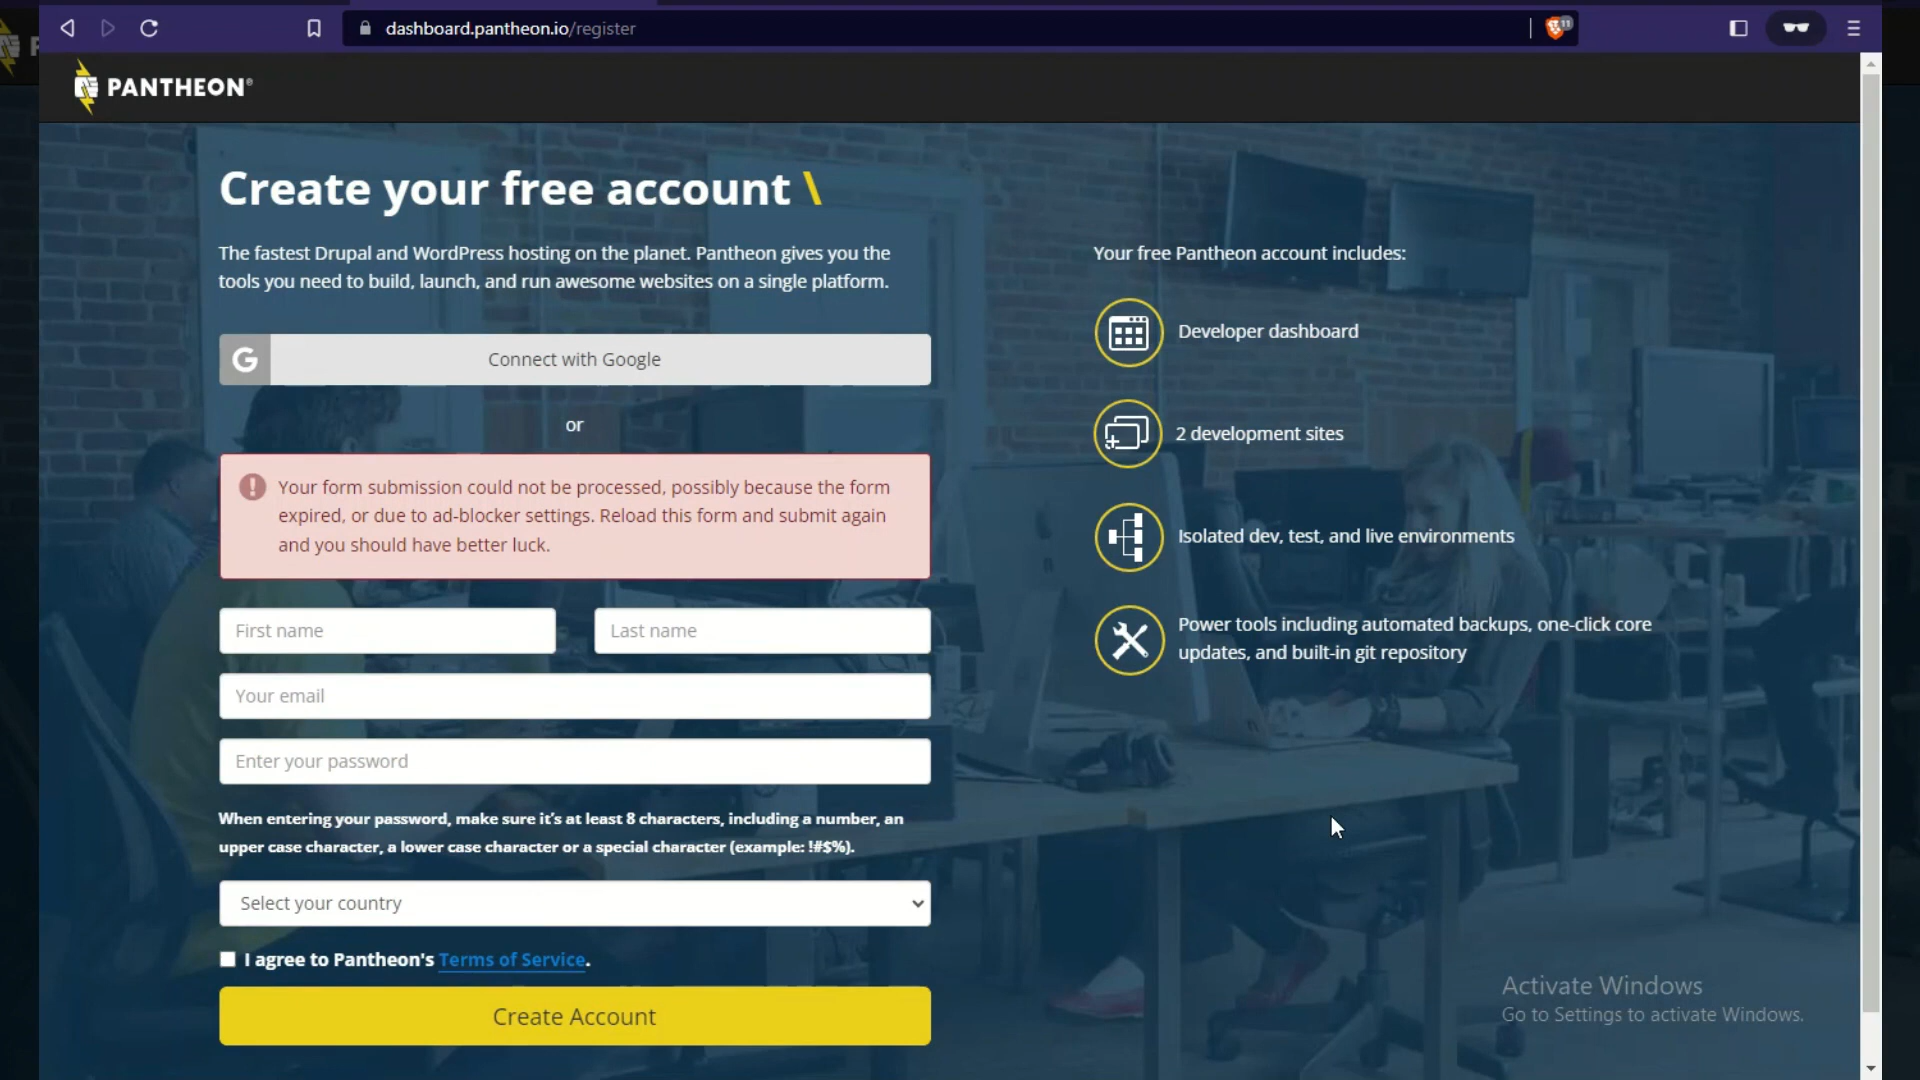 dashboard.pantheon.io/register
11
PANTHEON®
Create your free account \
The fastest Drupal and WordPress hosting on the planet. Pantheon gives you the
tools you need to build, launch, and run awesome websites on a single platform.
G
Connect with Google
or
Your form submission could not be processed, possibly because the form
expired, or due to ad-blocker settings. Reload this form and submit again
and you should have better luck.
First name
Last name
Your email
Enter your password
When entering your password, make sure it's at least 8 characters, including a number, an
upper case character, a lower case character or a special character (example: !#$%).
Select your country
I agree to Pantheon's Terms of Service.
Create Account
Your free Pantheon account includes:
Developer dashboard
2 development sites
Isolated dev, test, and live environments
Power tools including automated backups, one-click core
updates, and built-in git repository
Activate Windows
Go to Settings to activate Windows.